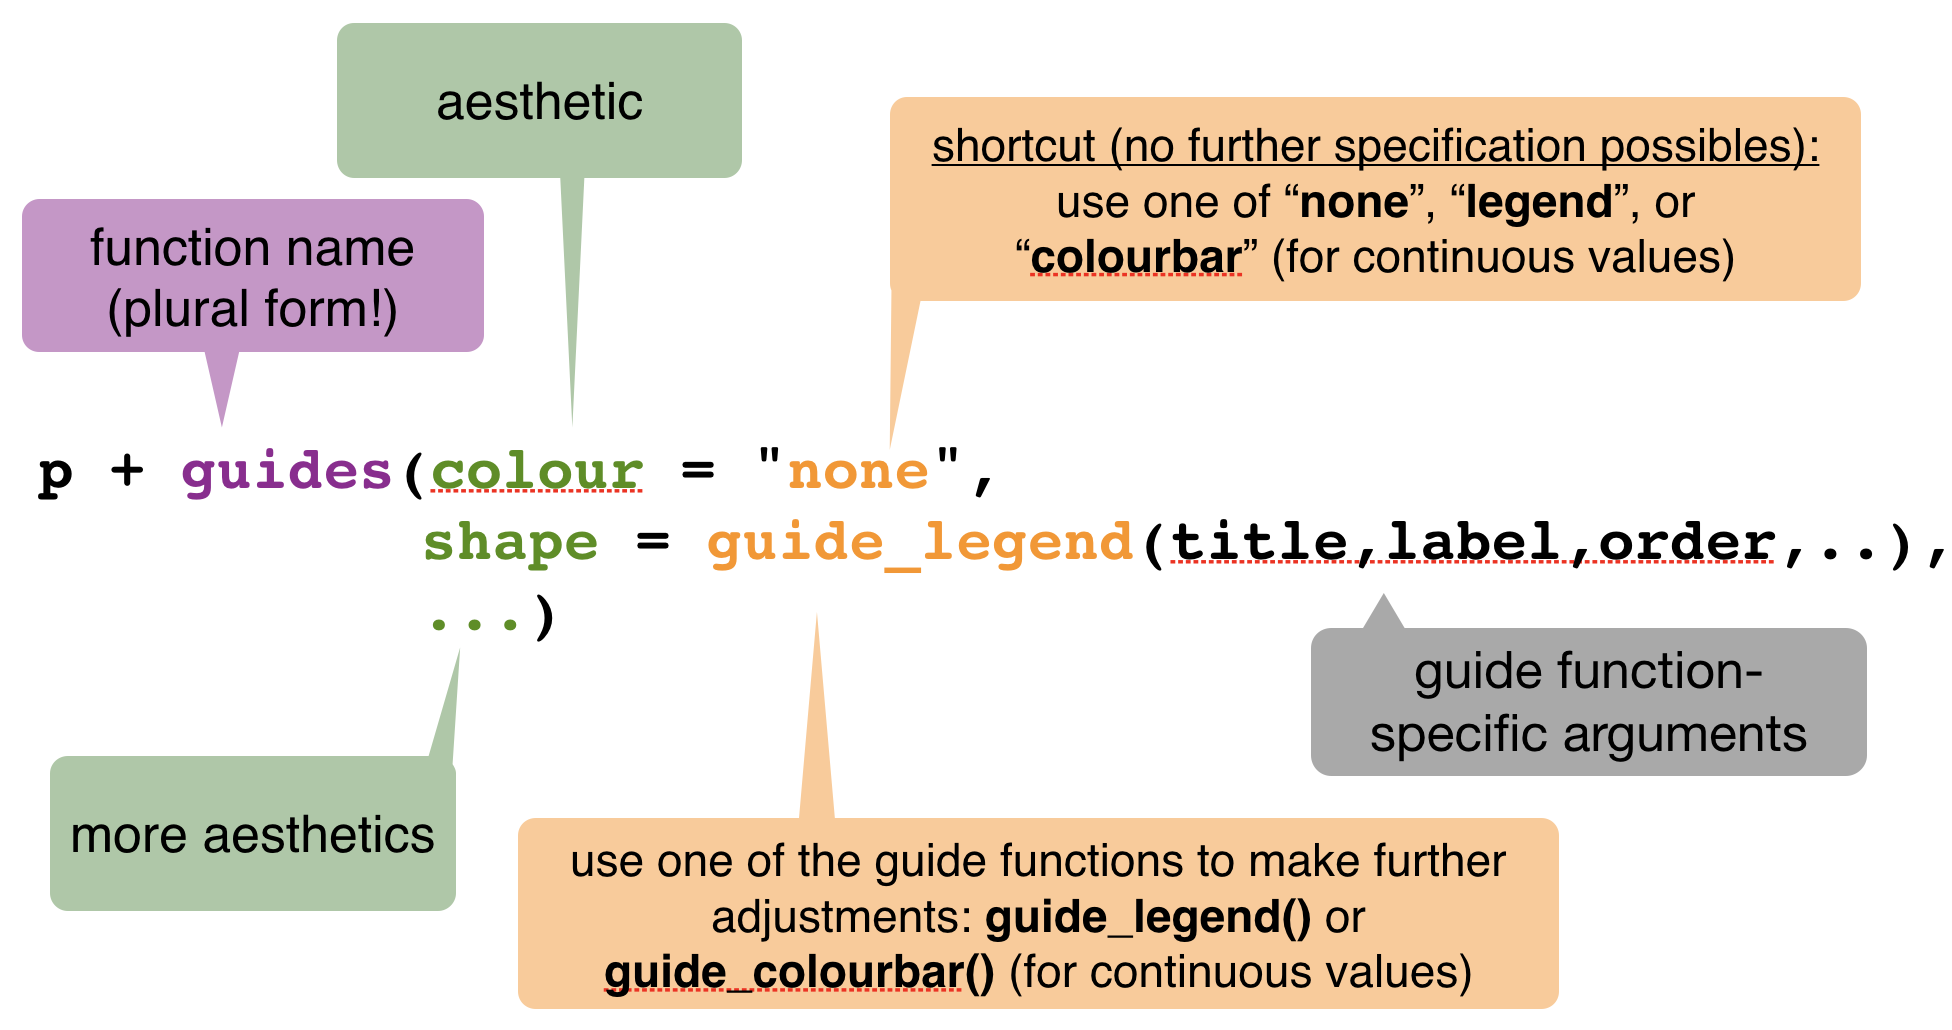 aesthetic
shortcut (no further specification possibles):
use one of “none”, “legend”, or
“colourbar” (for continuous values)
function name
(plural form!)
p + guides(colour = "none",
shape = guide_legend(title,label,order,..),
...)
guide function-
specific arguments
more aesthetics
use one of the guide functions to make further
adjustments: guide_legend() or
guide_colourbar() (for continuous values)